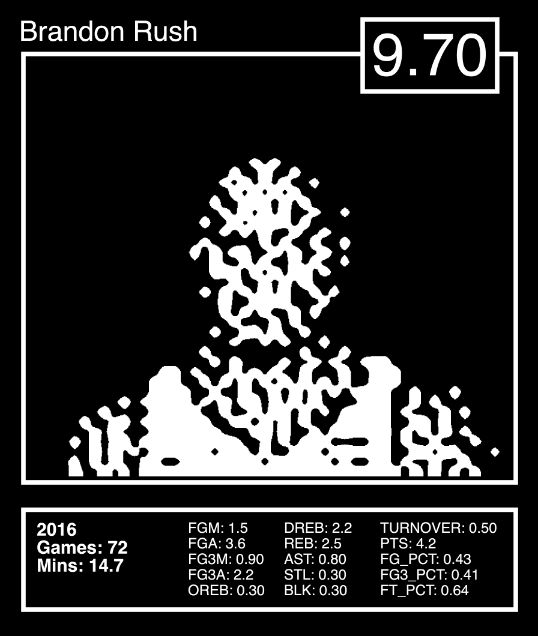 Brandon Rush
9.70
2016
Games: 72
Mins: 14.7
FGM: 1.5
FGA: 3.6
FG3M: 0.90
FG3A: 2.2
OREB: 0.30
DREB: 2.2
REB: 2.5
AST: 0.80
STL: 0.30
BLK: 0.30
TURNOVER: 0.50
PTS: 4.2
FG_PCT: 0.43
FG3_PCT: 0.41
FT_PCT: 0.64